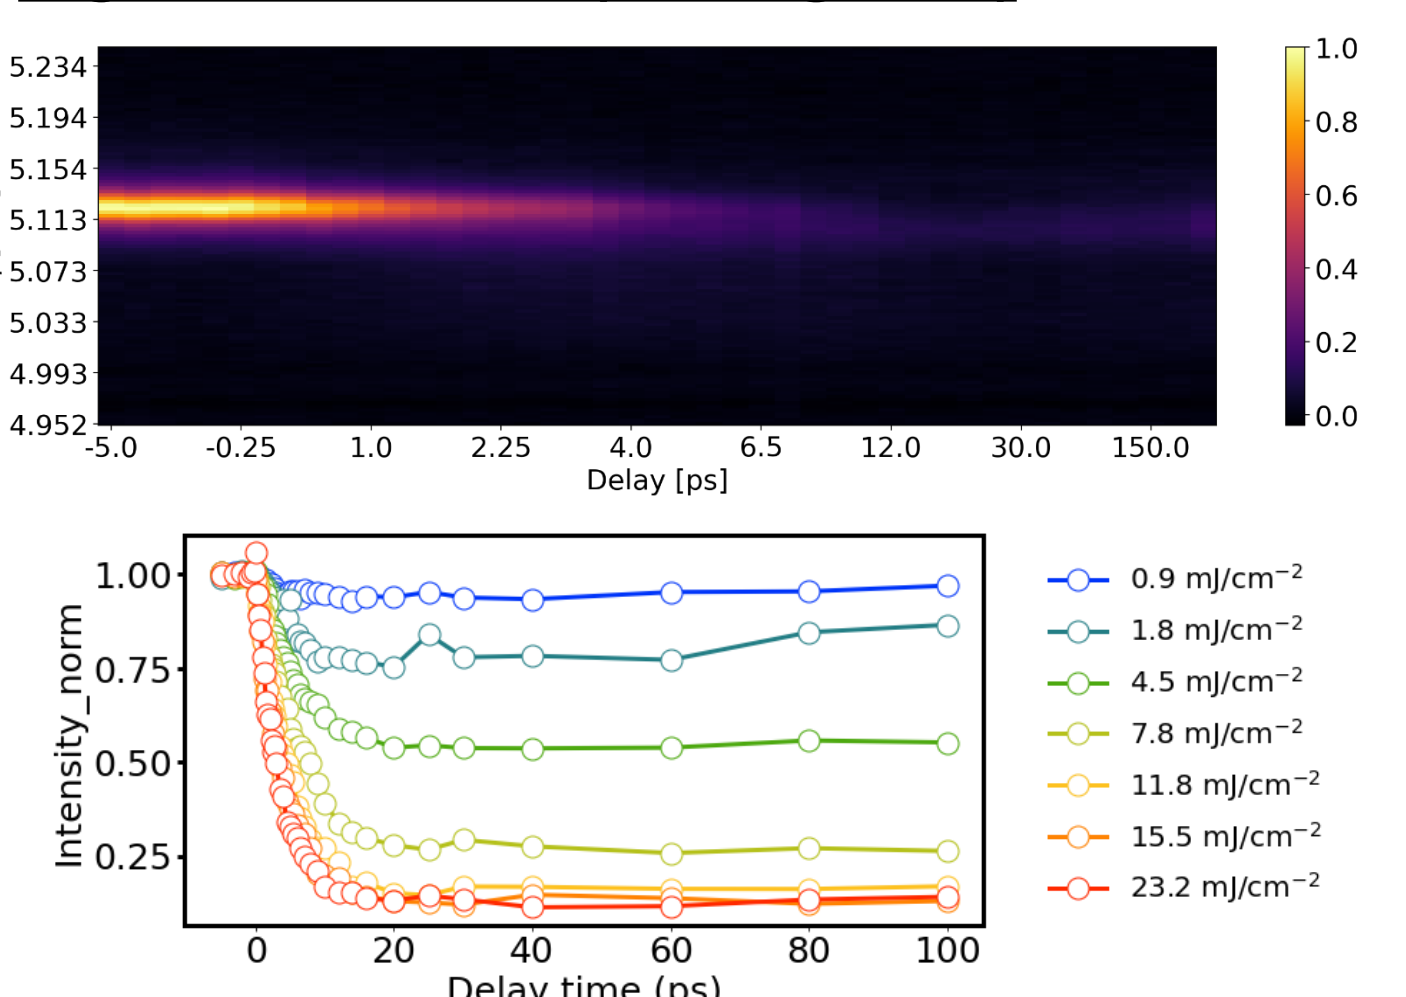 5.234
5.194
5.154
5.113
5.073
5.033
4.993
4.952
-5.0 -0.25 1.0 2.25 4.0 6.5 12.0 30.0 150.0
Delay [ps]
1.0
0.8
0.6
0.4
0.2
0.0
Intensity_norm
1.00
0.75
0.50
0.25
0 20 40 60 80 100
Delay time (ps)
0.9 mJ/cm⁻²
1.8 mJ/cm⁻²
4.5 mJ/cm⁻²
7.8 mJ/cm⁻²
11.8 mJ/cm⁻²
15.5 mJ/cm⁻²
23.2 mJ/cm⁻²